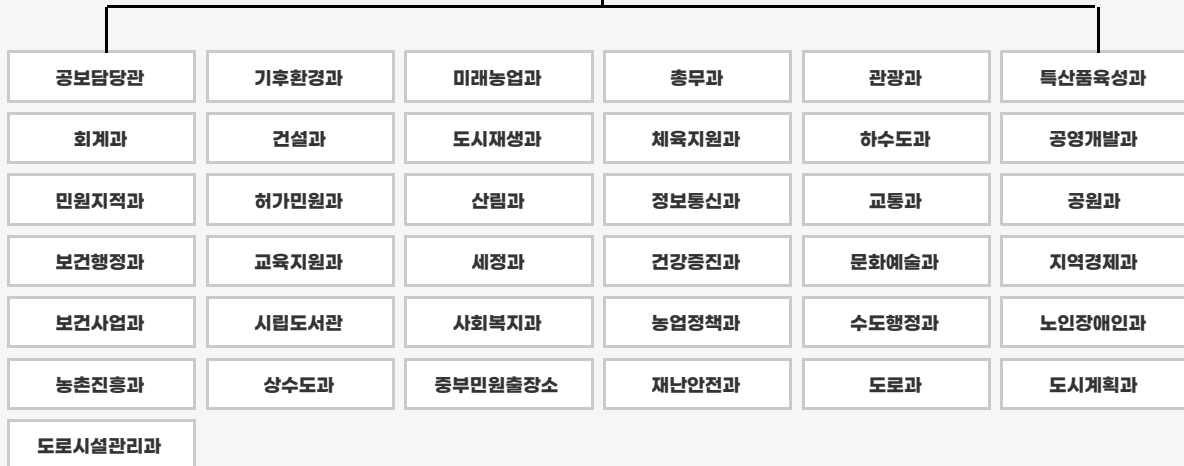 공보담당관 기후환경과 미래농업과 총무과 관광과 특산품육성과
회계과 건설과 도시재생과 체육지원과 하수도과 공영개발과
민원지적과 허가민원과 산림과 정보통신과 교통과 공원과
보건행정과 교육지원과 세정과 건강증진과 문화예술과 지역경제과
보건사업과 시립도서관 사회복지과 농업정책과 수도행정과 노인장애인과
농촌진흥과 상수도과 중부민원출장소 재난안전과 도로과 도시계획과
도로시설관리과